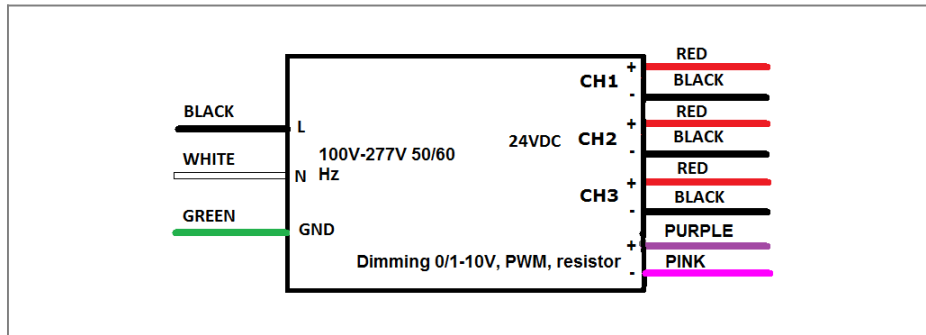 BLACK
L
WHITE
N
GREEN
GND
100V-277V 50/60
Hz
24VDC
CH1
+
RED
-
BLACK
CH2
+
RED
-
BLACK
CH3
+
RED
-
BLACK
Dimming 0/1-10V, PWM, resistor
+
PURPLE
-
PINK